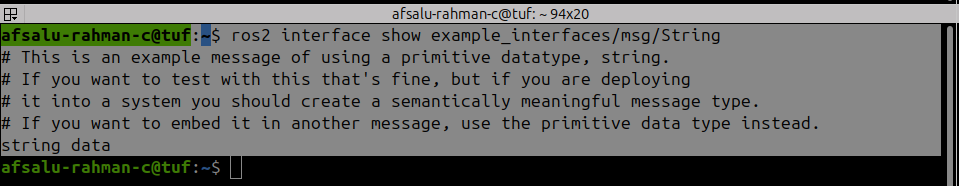 afsalu-rahman-c@tuf: ~ 94x20
afsalu-rahman-c@tuf:~$ ros2 interface show example_interfaces/msg/String
# This is an example message of using a primitive datatype, string.
# If you want to test with this that's fine, but if you are deploying
# it into a system you should create a semantically meaningful message type.
# If you want to embed it in another message, use the primitive data type instead.
string data
afsalu-rahman-c@tuf:~$